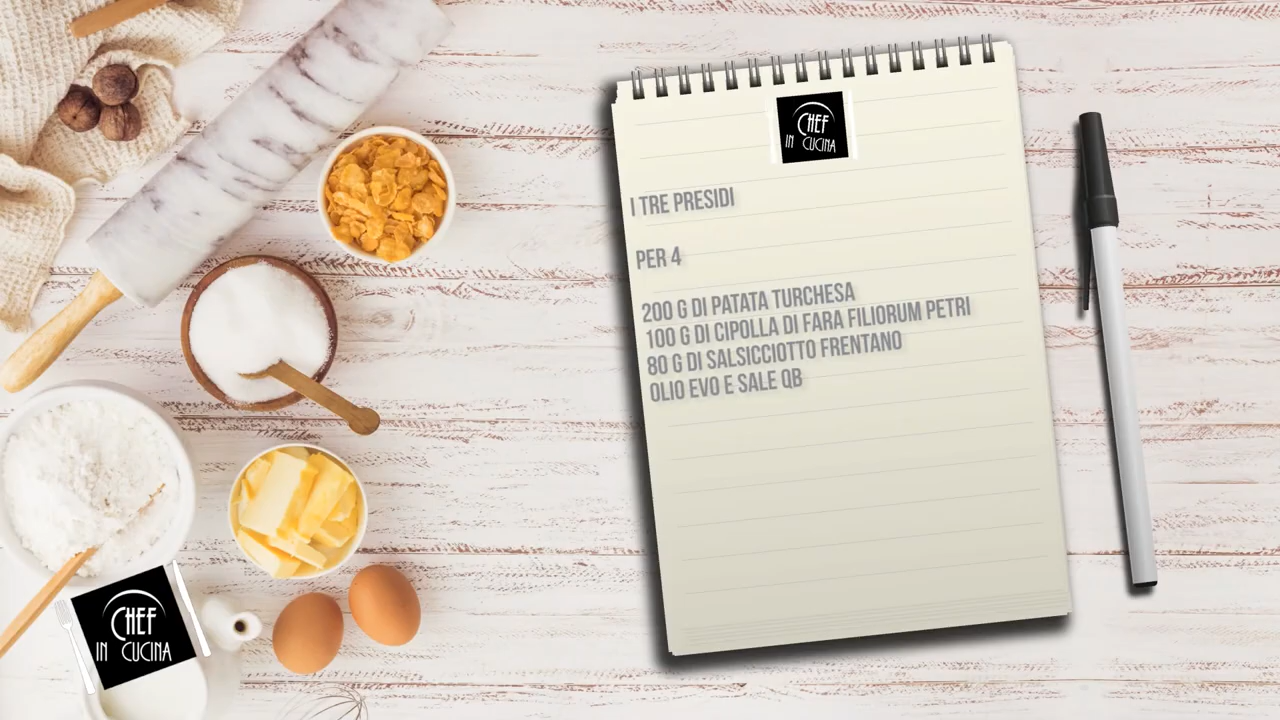 CHEF
IN CUCINA
I TRE PRESIDI
PER 4
200 G DI PATATA TURCHESA
100 G DI CIPOLLA DI FARA FILIORUM PETRI
80 G DI SALSICCIOTTO FRENTANO
OLIO EVO E SALE QB
CHEF
IN CUCINA